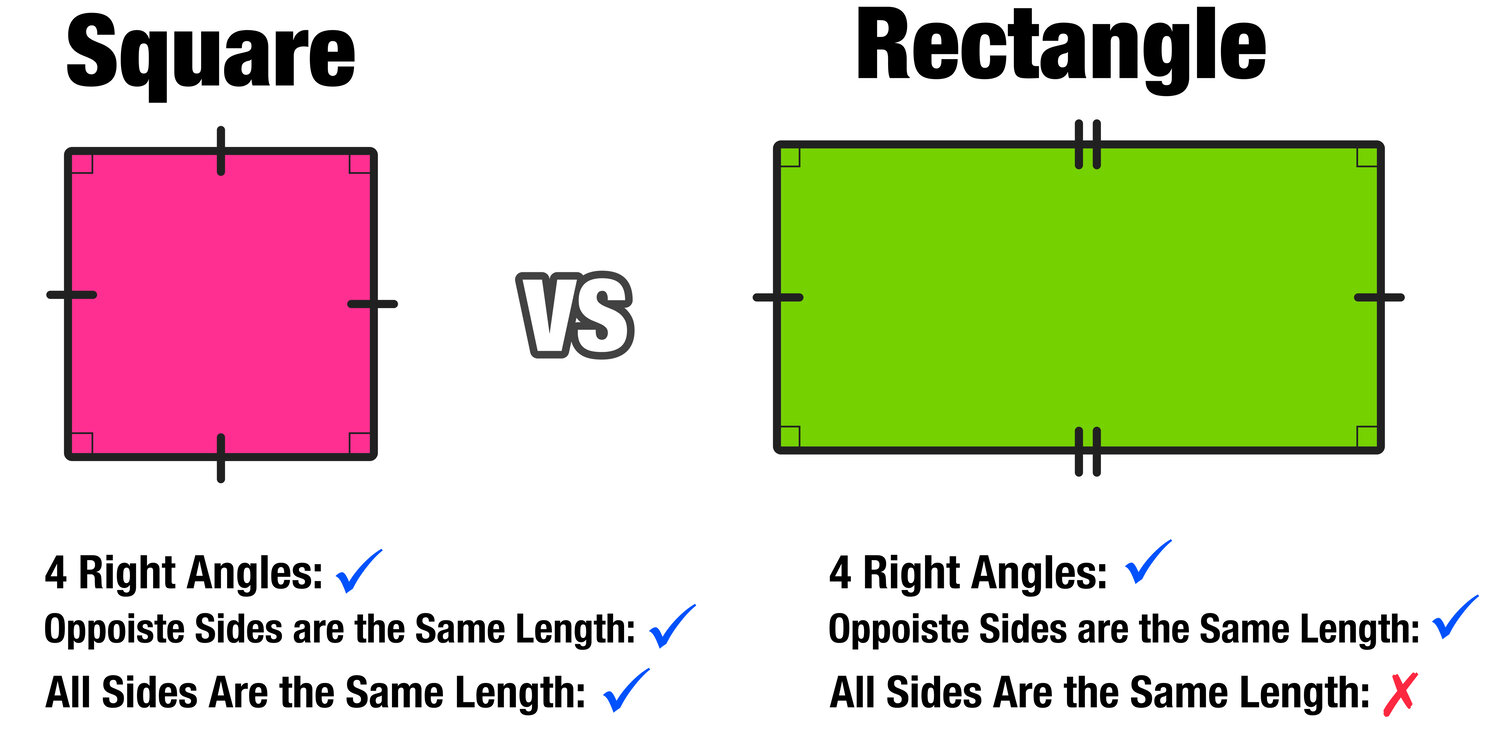 Square
Rectangle
VS
4 Right Angles:
Oppoiste Sides are the Same Length:
All Sides Are the Same Length:
4 Right Angles:
Oppoiste Sides are the Same Length:
All Sides Are the Same Length: